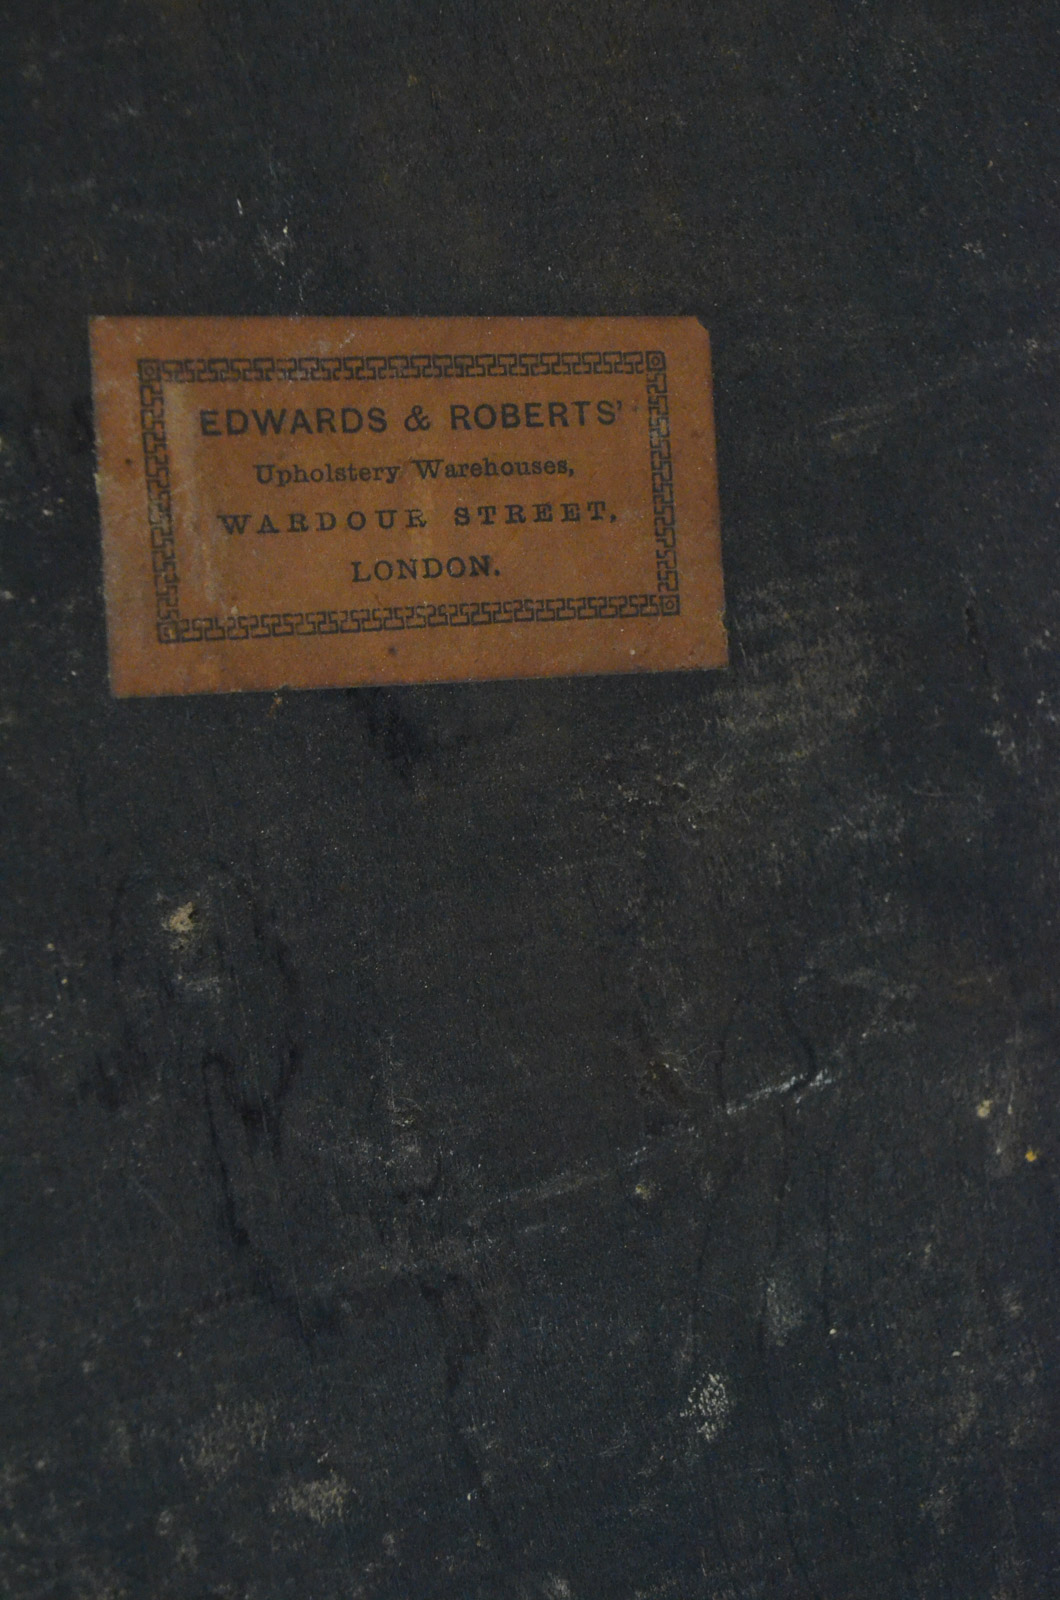 EDWARDS & ROBERTS'
Upholstery Warehouses,
WARDOUR STREET,
LONDON.